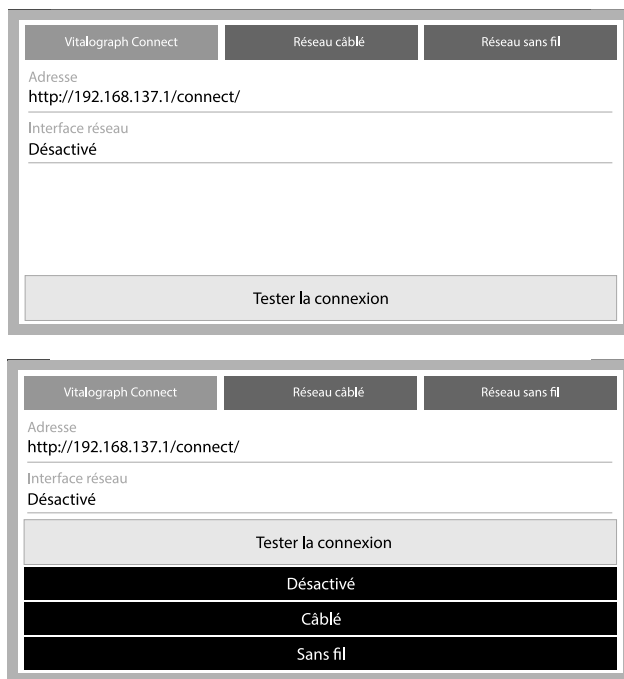 Vitalograph Connect
Réseau câblé
Réseau sans fil
Adresse
http://192.168.137.1/connect/
Interface réseau
Désactivé
Tester la connexion
Vitalograph Connect
Réseau câblé
Réseau sans fil
Adresse
http://192.168.137.1/connect/
Interface réseau
Désactivé
Tester la connexion
Désactivé
Câblé
Sans fil